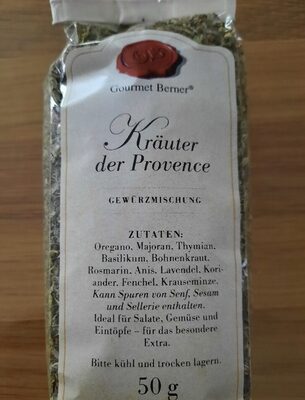 Gourmet Berner®
Kräuter
der Provence
GEWÜRZMISCHUNG
ZUTATEN:
Oregano, Majoran, Thymian,
Basilikum, Bohnenkraut,
Rosmarin, Anis, Lavendel, Kori-
ander, Fenchel, Krauseminze.
Kann Spuren von Senf, Sesam
und Sellerie enthalten.
Ideal für Salate, Gemüse und
Eintöpfe – für das besondere
Extra.
Bitte kühl und trocken lagern.
50 g